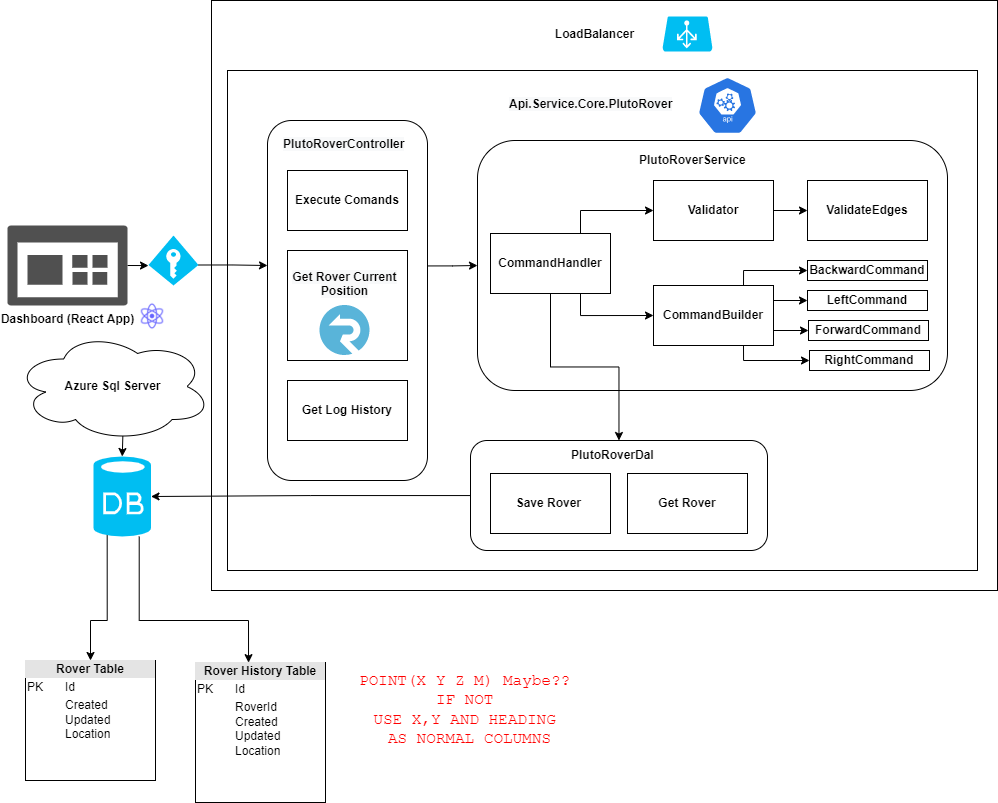 LoadBalancer
Api.Service.Core.PlutoRover
api
PlutoRoverController
Execute Comands
Get Rover Current
Position
Get Log History
PlutoRoverService
CommandHandler
Validator
ValidateEdges
CommandBuilder
BackwardCommand
LeftCommand
ForwardCommand
RightCommand
PlutoRoverDal
Save Rover
Get Rover
Dashboard (React App)
Azure Sql Server
DB
Rover Table
PK Id
Created
Updated
Location
Rover History Table
PK Id
RoverId
Created
Updated
Location
POINT(X Y Z M) Maybe??
IF NOT
USE X,Y AND HEADING
AS NORMAL COLUMNS